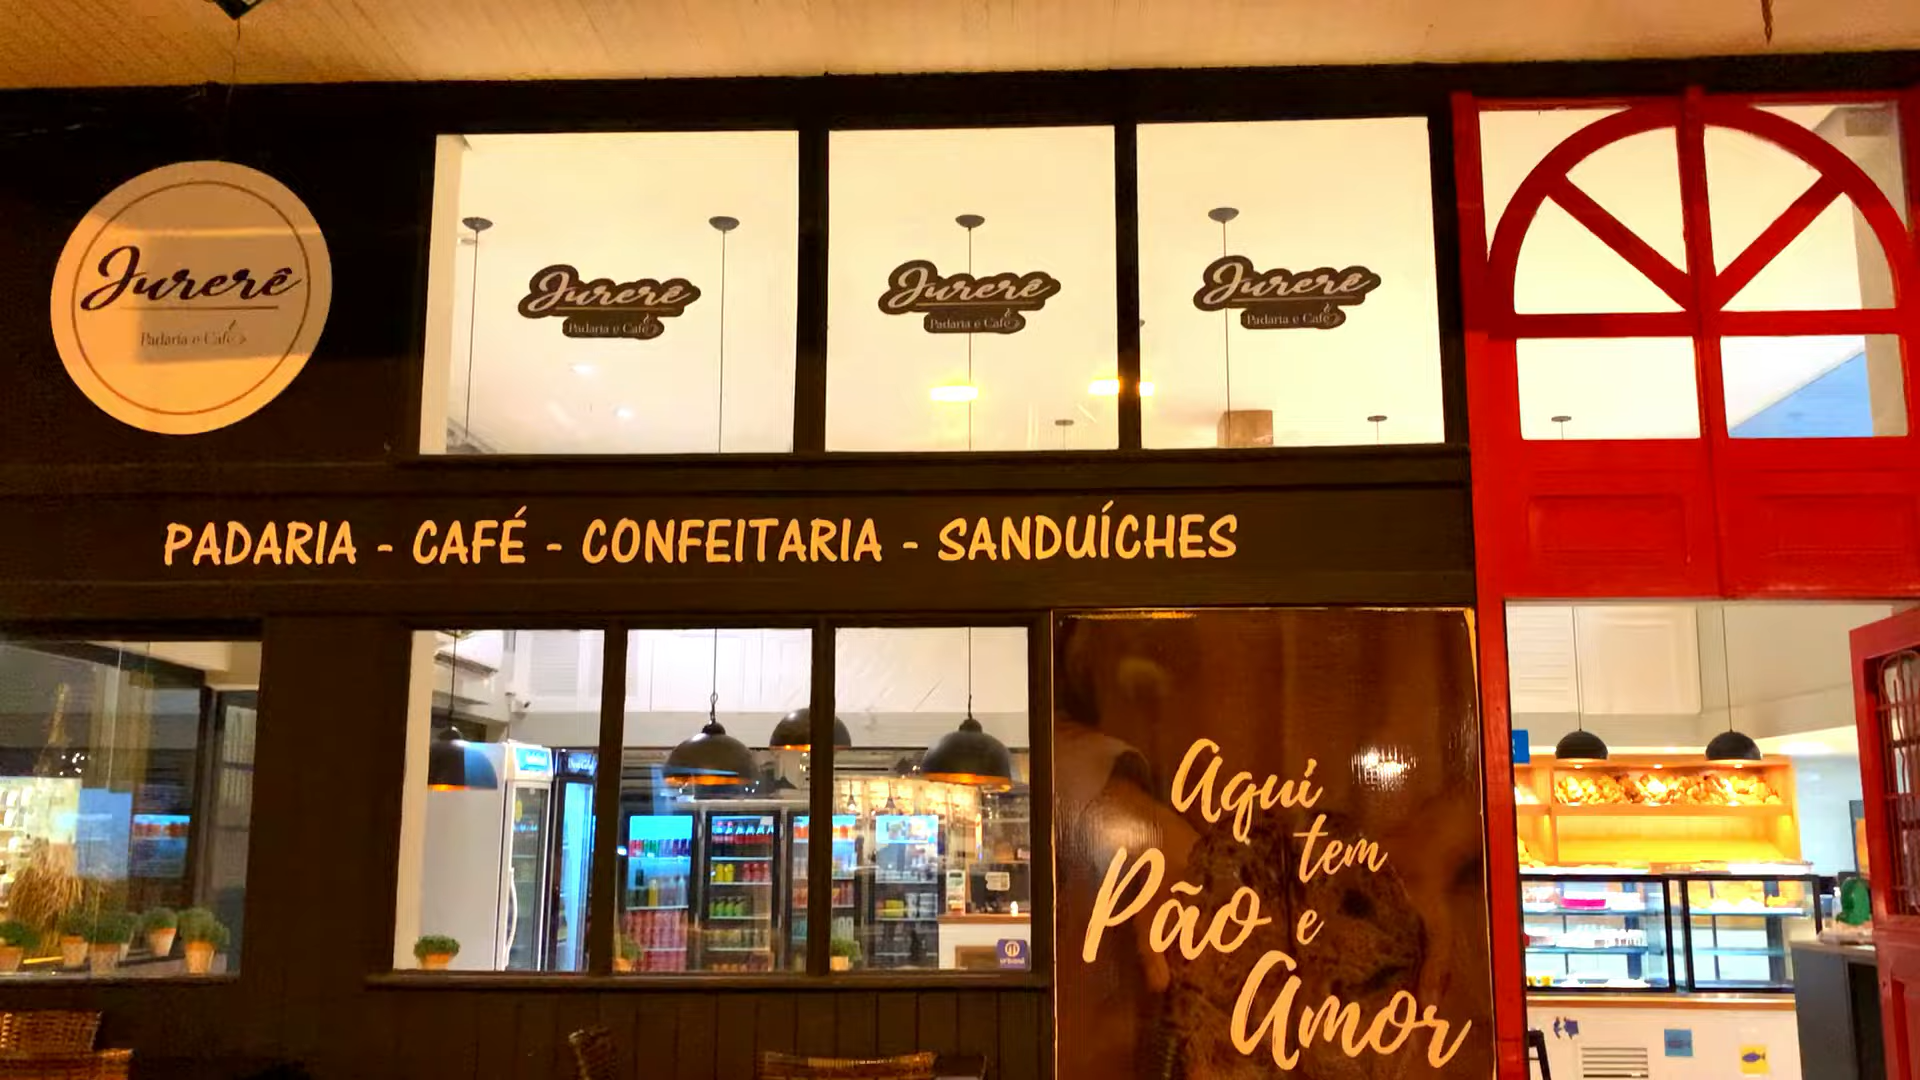 Jurerê
Padaria e Café
Jurerê
Padaria e Café
Jurerê
Padaria e Café
Jurerê
Padaria e Café
PADARIA - CAFÉ - CONFEITARIA - SANDUÍCHES
Aqui
tem
Pão e
Amor